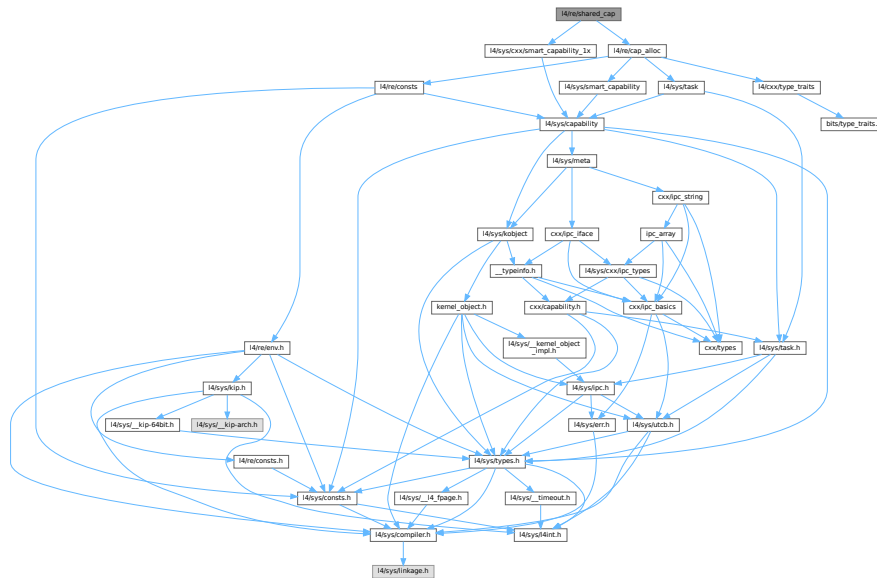 l4/re/shared_cap
l4/sys/cxx/smart_capability_1x
l4/re/cap_alloc
l4/re/consts
l4/sys/smart_capability
l4/sys/task
l4/cxx/type_traits
l4/sys/capability
bits/type_traits.
l4/sys/meta
cxx/ipc_string
l4/sys/kobject
cxx/ipc_iface
ipc_array
__typeinfo.h
l4/sys/cxx/ipc_types
kernel_object.h
cxx/capability.h
cxx/ipc_basics
l4/re/env.h
l4/sys/__kernel_object
_impl.h
cxx/types
l4/sys/task.h
l4/sys/kip.h
l4/sys/ipc.h
l4/sys/__kip-64bit.h
l4/sys/__kip-arch.h
l4/sys/err.h
l4/sys/utcb.h
l4/re/consts.h
l4/sys/types.h
l4/sys/consts.h
l4/sys/__l4_fpage.h
l4/sys/__timeout.h
l4/sys/compiler.h
l4/sys/l4int.h
l4/sys/linkage.h